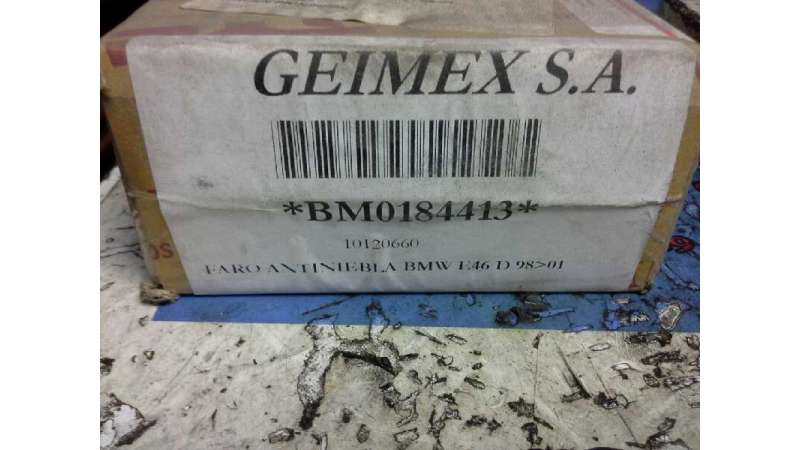 GEIMEX S.A.
*BM0184413*
10120660
FARO ANTINIEBLA BMW E46 D 98>01